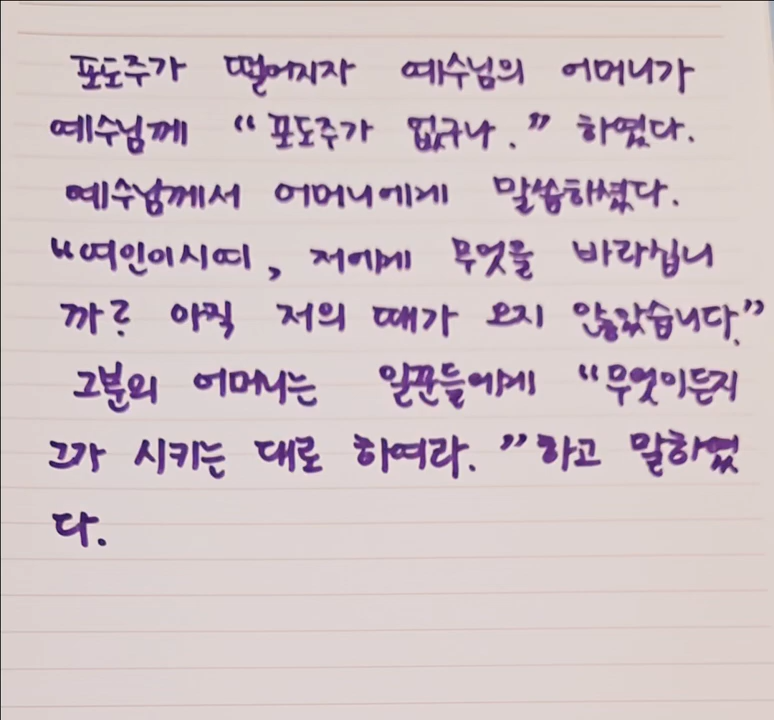 포도주가 떨어지자 예수님의 어머니가
예수님께 “포도주가 없구나.” 하였다.
예수님께서 어머니에게 말씀하셨다.
“여인이시여, 저에게 무엇을 바라십니
까? 아직 저의 때가 오지 않았습니다.”
그분의 어머니는 일꾼들에게 “무엇이든지
그가 시키는 대로 하여라.”하고 말하였
다.